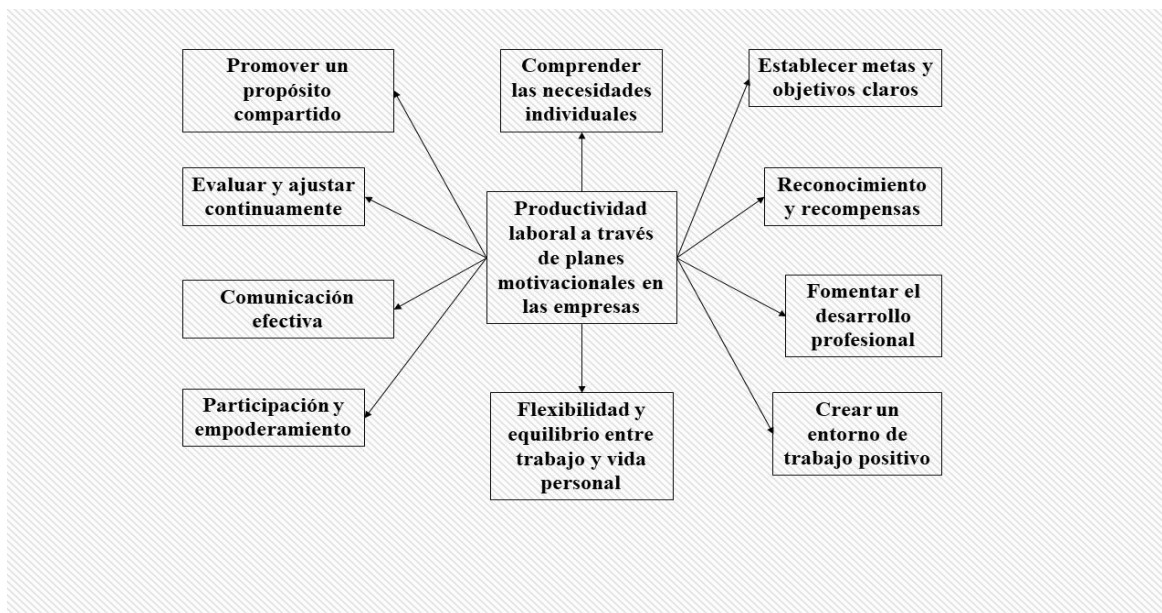 Promover un
propósito
compartido
Comprender
las necesidades
individuales
Establecer metas y
objetivos claros
Evaluar y ajustar
continuamente
Productividad
laboral a través
de planes
motivacionales en
las empresas
Reconocimiento
y recompensas
Comunicación
efectiva
Fomentar el
desarrollo
profesional
Participación y
empoderamiento
Flexibilidad y
equilibrio entre
trabajo y vida
personal
Crear un
entorno de
trabajo positivo